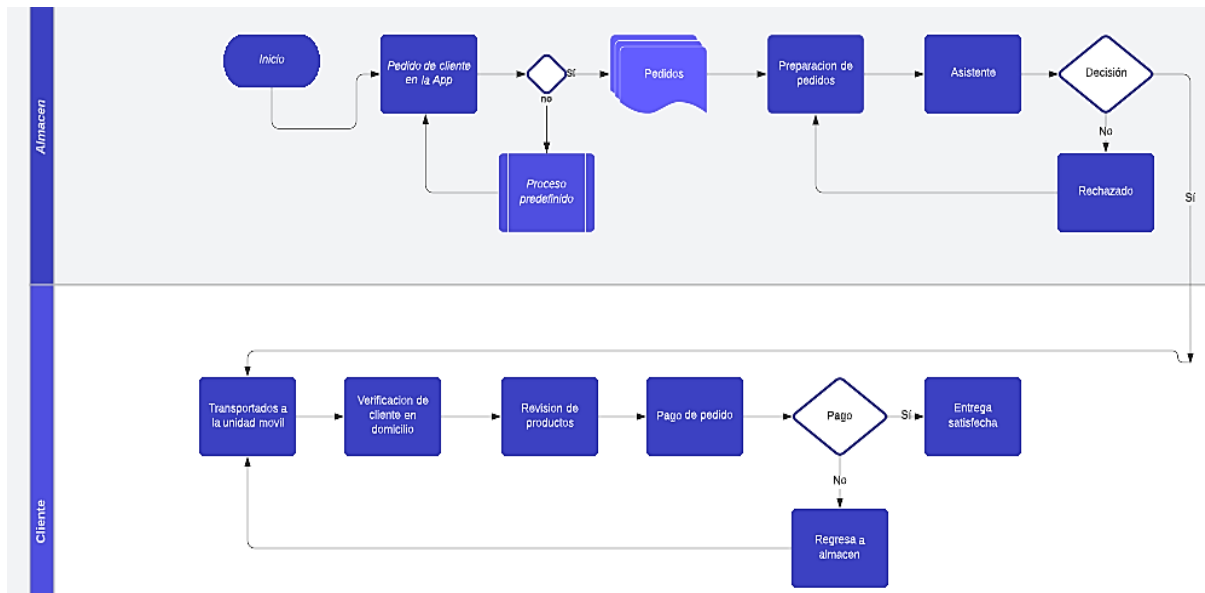 Almacen
Inicio
Pedido de cliente
en la App
Sí
no
Pedidos
Preparacion de
pedidos
Asistente
Decisión
No
Sí
Proceso
predefinido
Rechazado
Cliente
Transportados a
la unidad movil
Verificacion de
cliente en
domicilio
Revision de
productos
Pago de pedido
Pago
Sí
No
Entrega
satisfecha
Regresa a
almacen